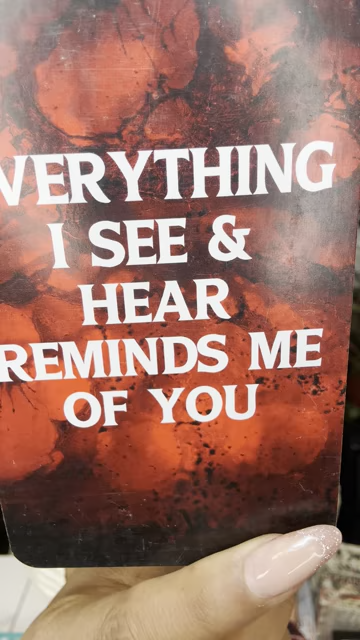 VERYTHING
I SEE &
HEAR
REMINDS ME
OF YOU